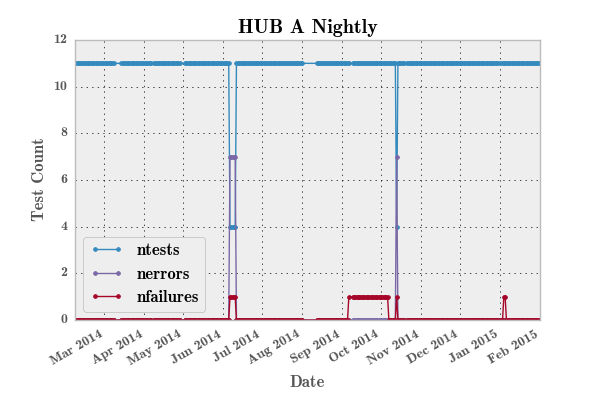 HUB A Nightly
12
10
8
6
4
2
0
Test Count
ntests
nerrors
nfailures
Mar 2014
Apr 2014
May 2014
Jun 2014
Jul 2014
Aug 2014
Sep 2014
Oct 2014
Nov 2014
Dec 2014
Jan 2015
Feb 2015
Date